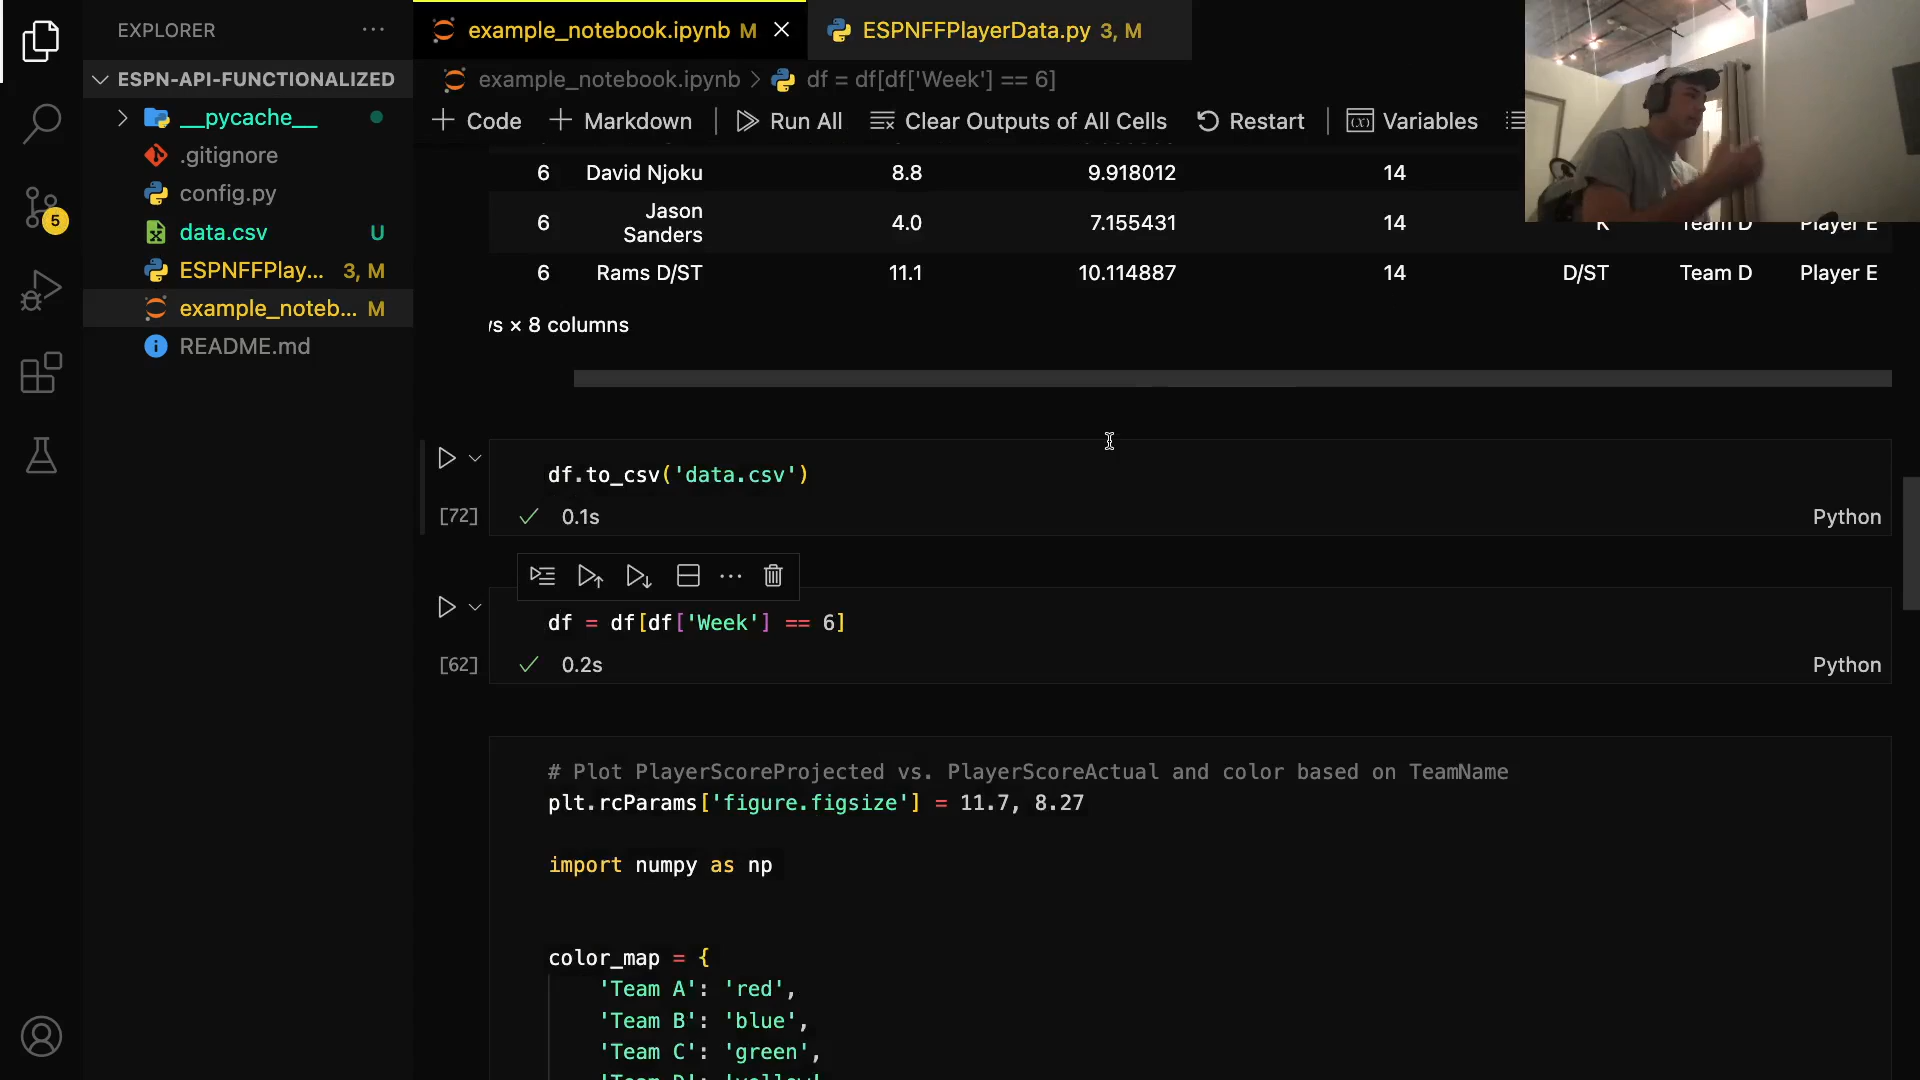 EXPLORER
ESPN-API-FUNCTIONALIZED
__pycache__
.gitignore
config.py
data.csv U
ESPNFFPlay... 3, M
example_noteb... M
README.md
5
example_notebook.ipynb M
ESPNFFPlayerData.py 3, M
example_notebook.ipynb > df = df[df['Week'] == 6]
Code
Markdown
Run All
Clear Outputs of All Cells
Restart
Variables
6 David Njoku 8.8 9.918012 14
6 Jason Sanders 4.0 7.155431 14 K Team D Player E
6 Rams D/ST 11.1 10.114887 14 D/ST Team D Player E
× 8 columns
df.to_csv('data.csv')
[72] 0.1s Python
df = df[df['Week'] == 6]
[62] 0.2s Python
# Plot PlayerScoreProjected vs. PlayerScoreActual and color based on TeamName
plt.rcParams['figure.figsize'] = 11.7, 8.27
import numpy as np
color_map = {
'Team A': 'red',
'Team B': 'blue',
'Team C': 'green',